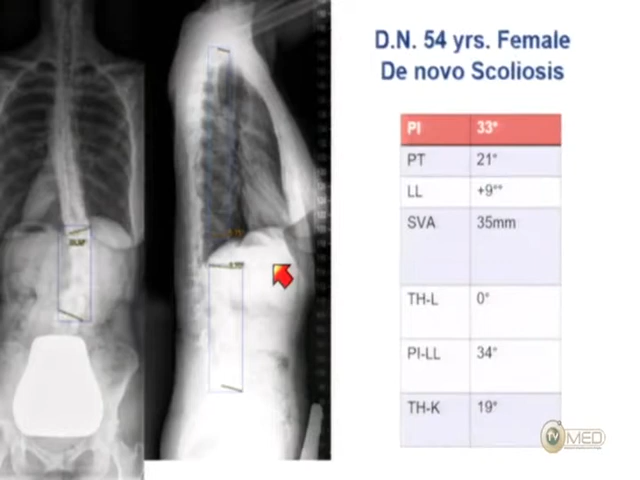 D.N. 54 yrs. Female
De novo Scoliosis
PI 33°
PT 21°
LL +9°°
SVA 35mm
TH-L 0°
PI-LL 34°
TH-K 19°
TV
MED